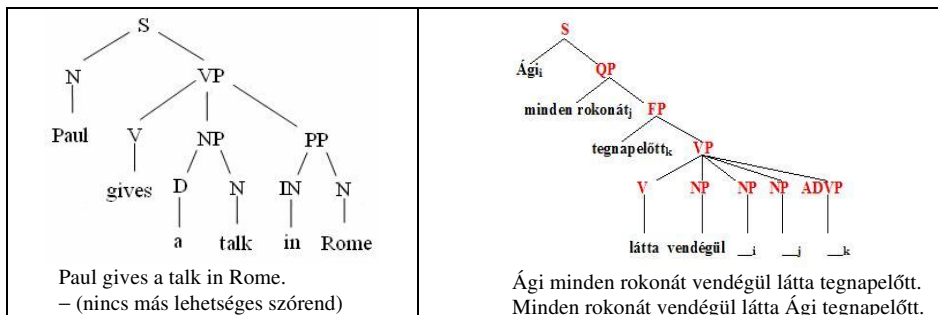 S
N VP
Paul V NP PP
gives D N IN N
a talk in Rome
Paul gives a talk in Rome.
– (nincs más lehetséges szórend)
S
Ági_i QP
minden rokonát_j FP
tegnapelőtt_k VP
V NP NP NP ADVP
látta vendégül __i __j __k
Ági minden rokonát vendégül látta tegnapelőtt.
Minden rokonát vendégül látta Ági tegnapelőtt.